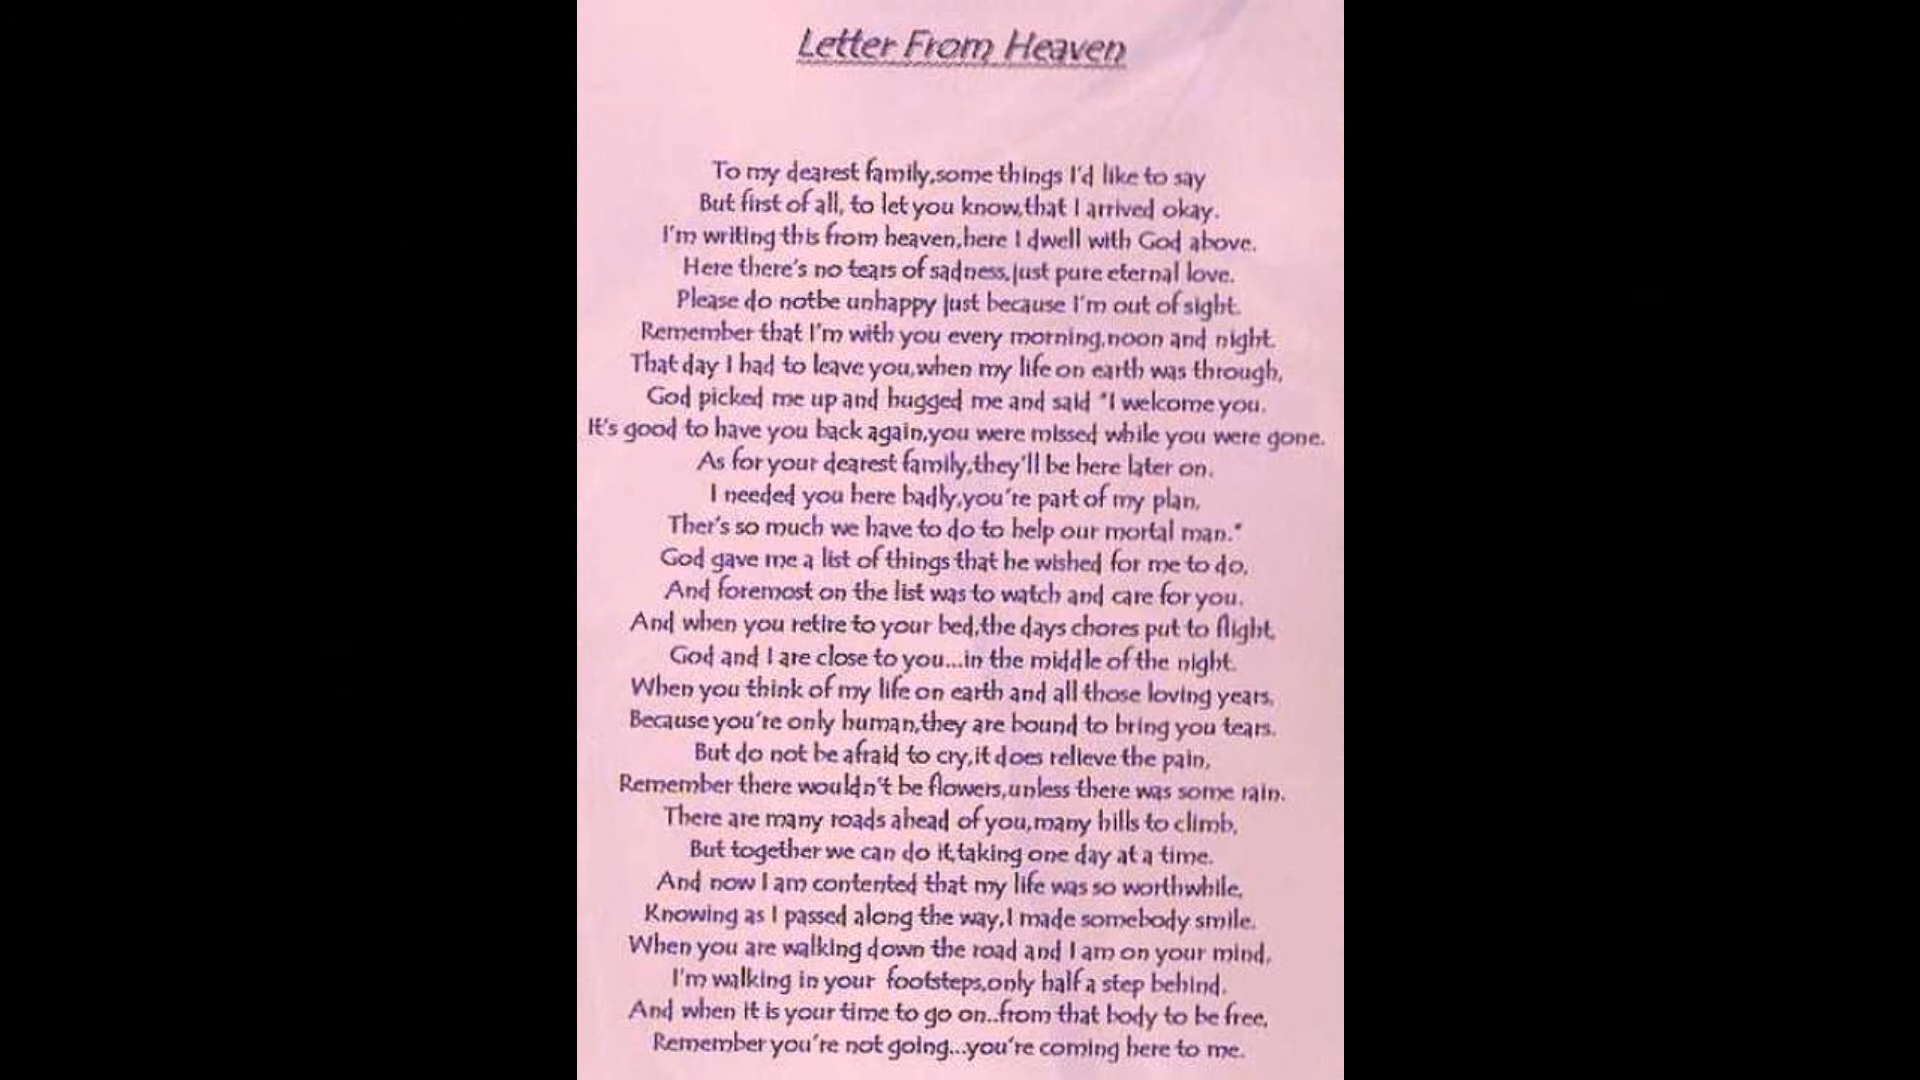 Letter From Heaven
To my dearest family,some things I'd like to say
But first of all, to let you know,that I arrived okay.
I'm writing this from heaven,here I dwell with God above.
Here there's no tears of sadness,just pure eternal love.
Please do notbe unhappy just because I'm out of sight.
Remember that I'm with you every morning,noon and night.
That day I had to leave you,when my life on earth was through,
God picked me up and hugged me and said "I welcome you.
It's good to have you back again,you were missed while you were gone.
As for your dearest family,they'll be here later on.
I needed you here badly,you're part of my plan,
Ther's so much we have to do to help our mortal man."
God gave me a list of things that he wished for me to do,
And foremost on the list was to watch and care for you.
And when you retire to your bed,the days chores put to flight,
God and I are close to you...in the middle of the night.
When you think of my life on earth and all those loving years,
Because you're only human,they are bound to bring you tears.
But do not be afraid to cry,it does relieve the pain,
Remember there wouldn't be flowers,unless there was some rain.
There are many roads ahead of you,many hills to climb,
But together we can do it,taking one day at a time.
And now I am contented that my life was so worthwhile,
Knowing as I passed along the way,I made somebody smile.
When you are walking down the road and I am on your mind,
I'm walking in your footsteps,only half a step behind.
And when it is your time to go on..from that body to be free,
Remember you're not going...you're coming here to me.